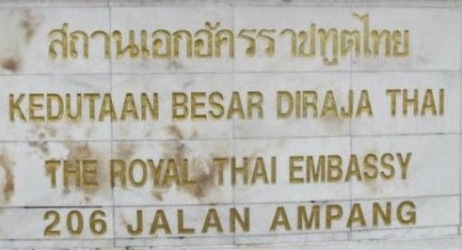 สถานเอกอัครราชทูตไทย
KEDUTAAN BESAR DIRAJA THAI
THE ROYAL THAI EMBASSY
206 JALAN AMPANG